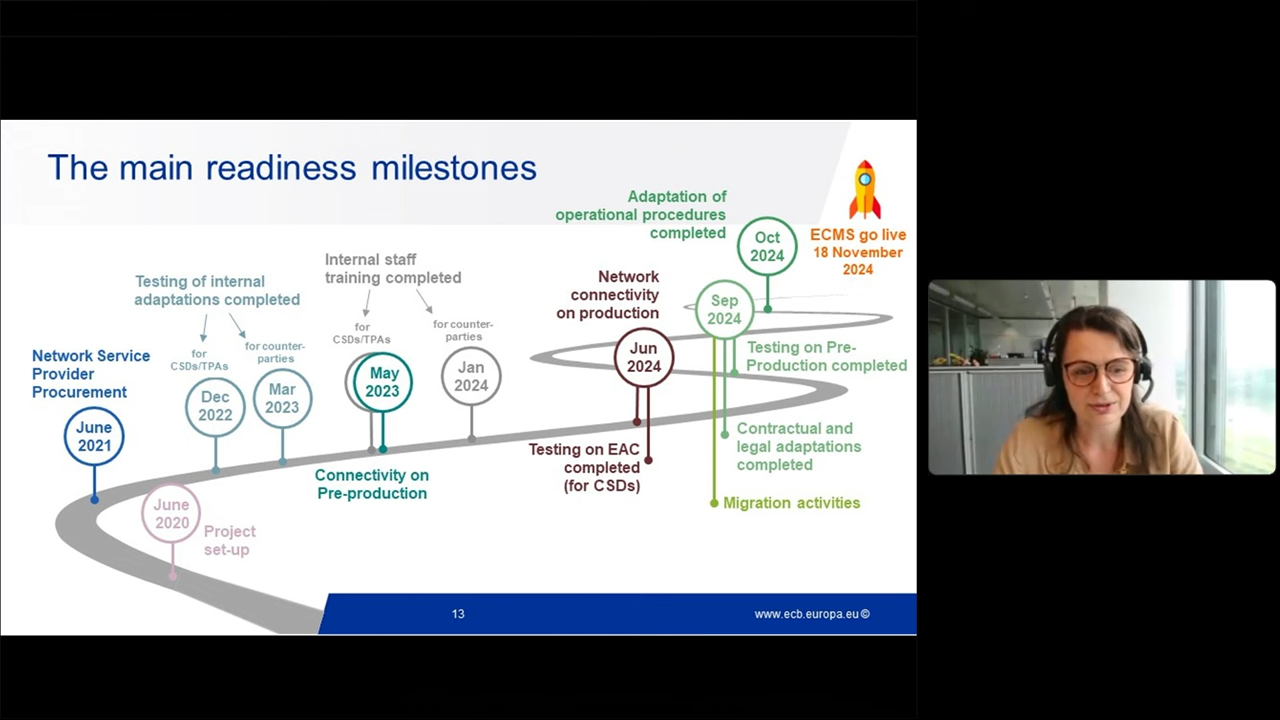 The main readiness milestones
Adaptation of
operational procedures
completed
Oct
2024
ECMS go live
18 November
2024
Internal staff
training completed
Testing of internal
adaptations completed
Network
connectivity
on production
Sep
2024
for
CSDs/TPAs
for counter-
parties
for
CSDs/TPAs
for counter-
parties
Network Service
Provider
Procurement
Jun
2024
Testing on Pre-
Production completed
May
2023
Jan
2024
Dec
2022
Mar
2023
June
2021
Contractual and
legal adaptations
completed
Testing on EAC
completed
(for CSDs)
Connectivity on
Pre-production
Migration activities
June
2020
Project
set-up
13
www.ecb.europa.eu ©